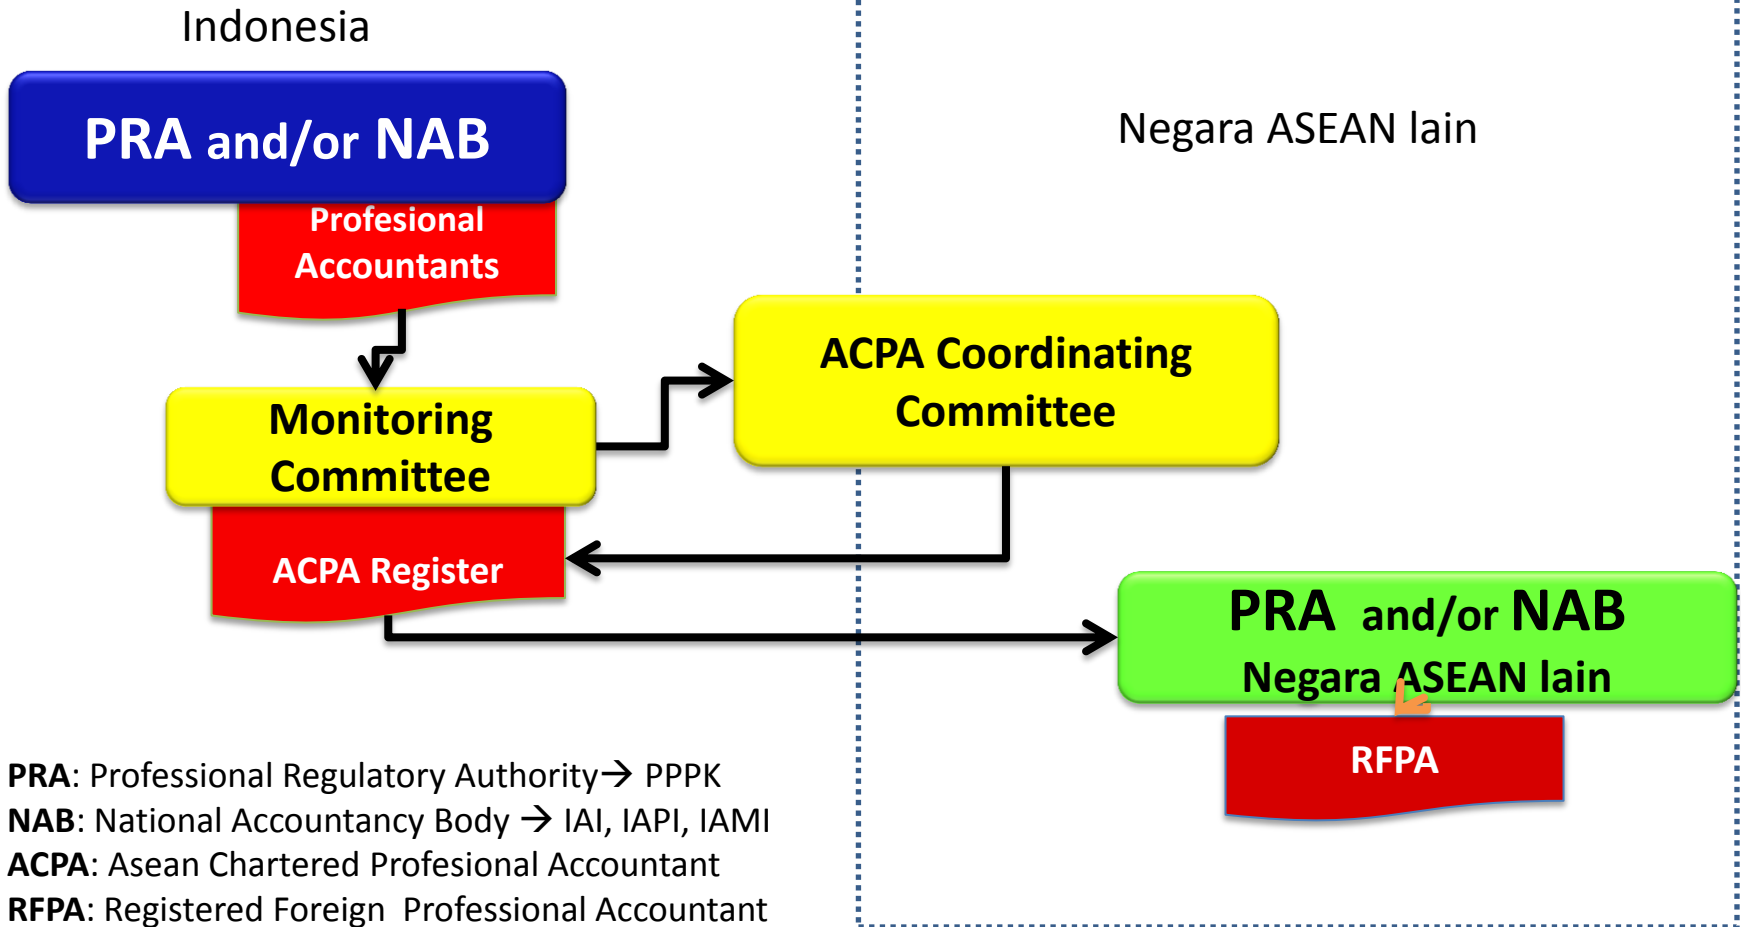 Indonesia
PRA and/or NAB
Profesional
Accountants
Negara ASEAN lain
ACPA Coordinating
Committee
Monitoring
Committee
ACPA Register
PRA and/or NAB
Negara ASEAN lain
RFPA
PRA: Professional Regulatory Authority→ PPPK
NAB: National Accountancy Body → IAI, IAPI, IAMI
ACPA: Asean Chartered Profesional Accountant
RFPA: Registered Foreign Professional Accountant